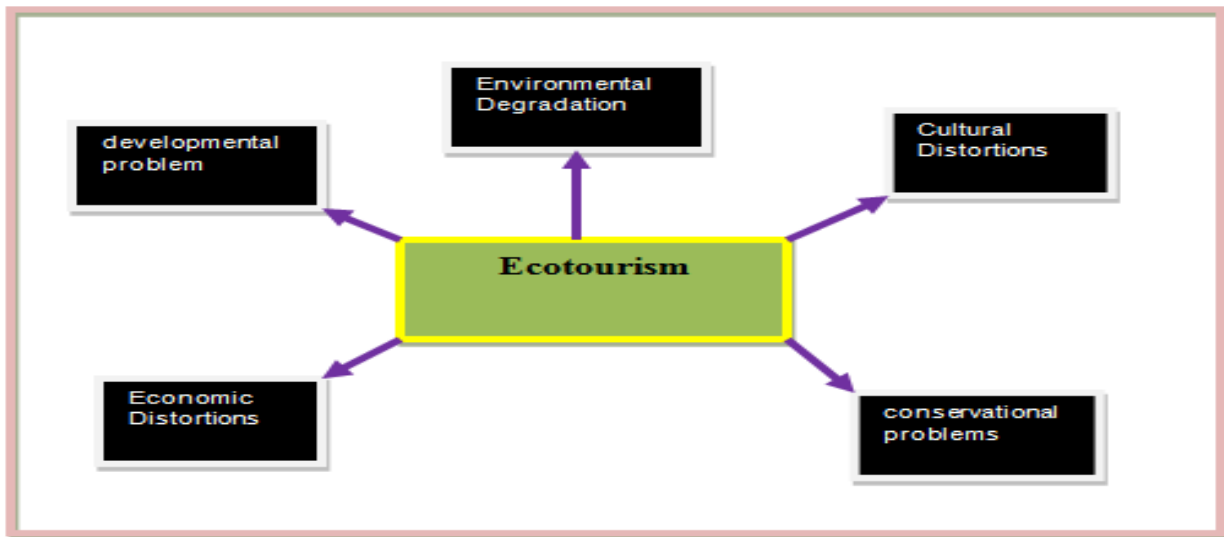 Environmental
Degradation
developmental
problem
Cultural
Distortions
Ecotourism
Economic
Distortions
conservational
problems